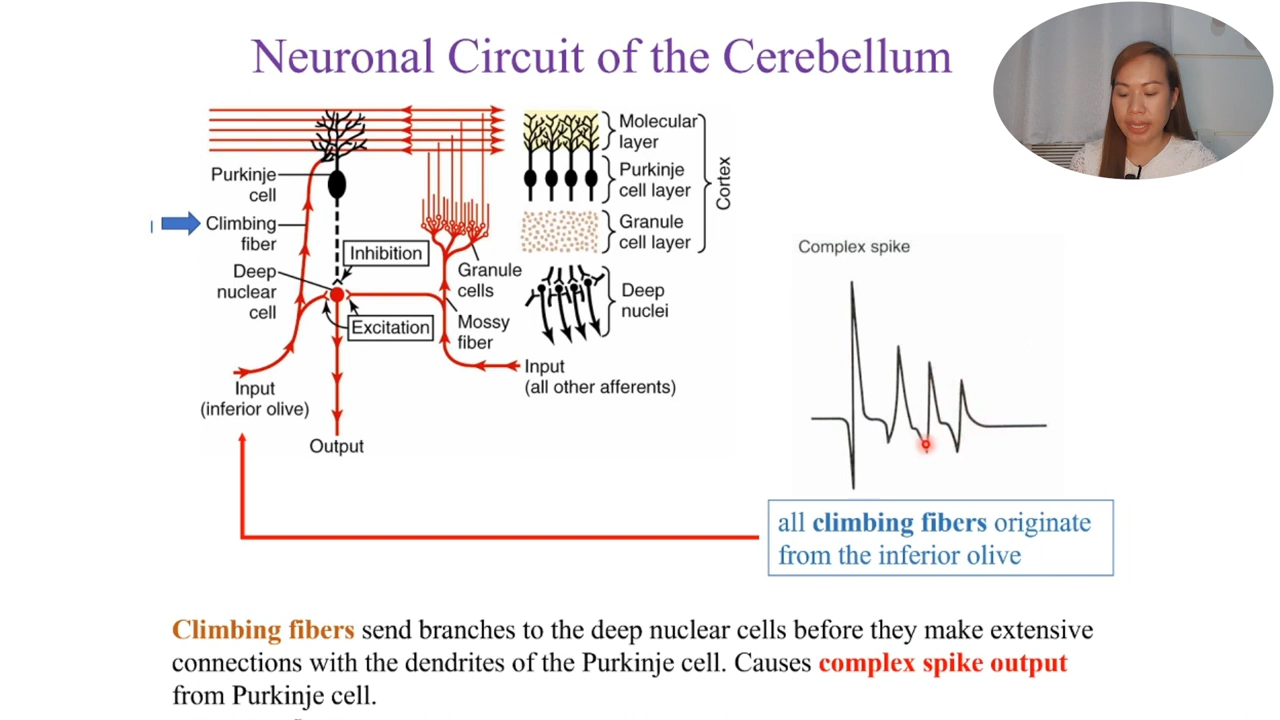 Neuronal Circuit of the Cerebellum
Purkinje
cell
Climbing
fiber
Deep
nuclear
cell
Inhibition
Excitation
Granule
cells
Mossy
fiber
Input
(inferior olive)
Output
Input
(all other afferents)
Molecular
layer
Purkinje
cell layer
Granule
cell layer
Cortex
Deep
nuclei
Complex spike
all climbing fibers originate
from the inferior olive
Climbing fibers send branches to the deep nuclear cells before they make extensive
connections with the dendrites of the Purkinje cell. Causes complex spike output
from Purkinje cell.